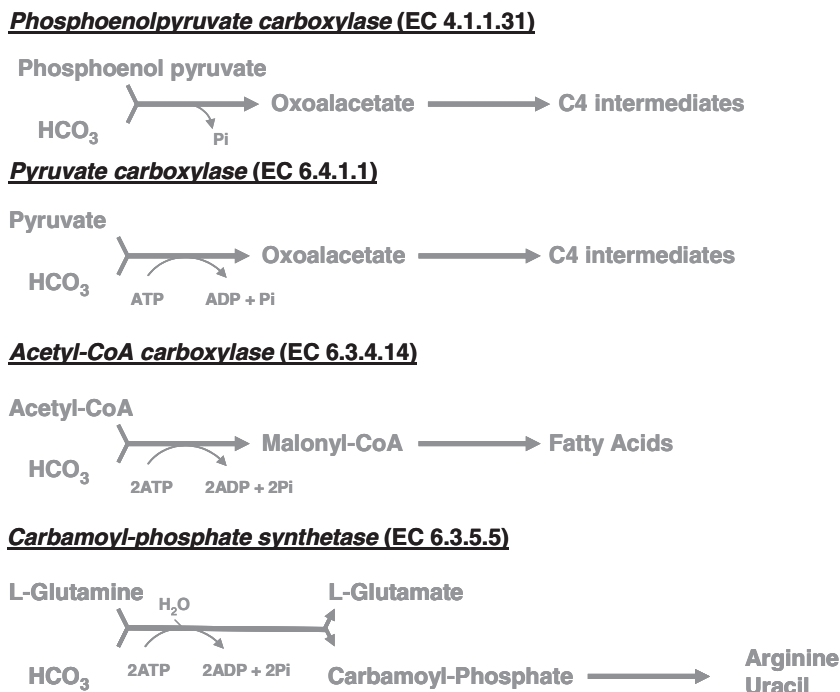 Phosphoenolpyruvate carboxylase (EC 4.1.1.31)
Phosphoenol pyruvate
HCO3
Pi
Oxoalacetate
C4 intermediates
Pyruvate carboxylase (EC 6.4.1.1)
Pyruvate
HCO3
ATP
ADP + Pi
Oxoalacetate
C4 intermediates
Acetyl-CoA carboxylase (EC 6.3.4.14)
Acetyl-CoA
HCO3
2ATP
2ADP + 2Pi
Malonyl-CoA
Fatty Acids
Carbamoyl-phosphate synthetase (EC 6.3.5.5)
L-Glutamine
H2O
L-Glutamate
HCO3
2ATP
2ADP + 2Pi
Carbamoyl-Phosphate
Arginine
Uracil